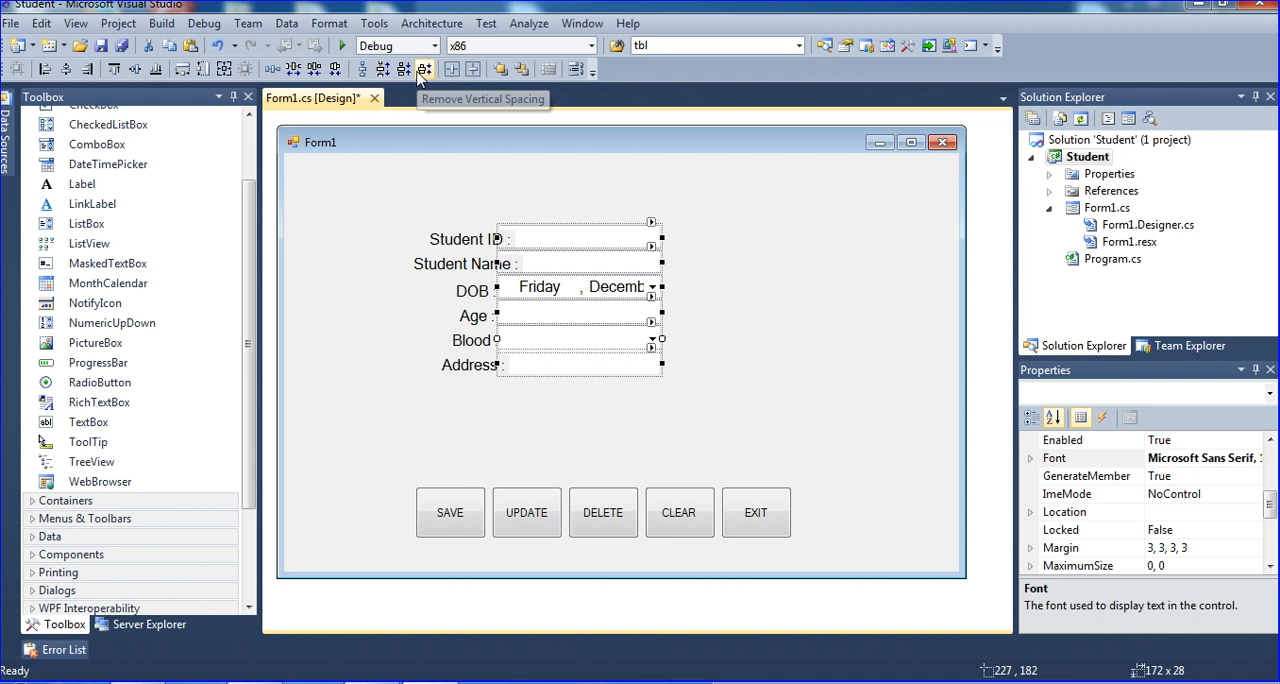 Student - Microsoft Visual Studio
File Edit View Project Build Debug Team Data Format Tools Architecture Test Analyze Window Help
Debug x86 tbl
Remove Vertical Spacing
Data Sources
Toolbox
CheckBox
CheckedListBox
ComboBox
DateTimePicker
A Label
A LinkLabel
ListBox
ListView
MaskedTextBox
MonthCalendar
NotifyIcon
NumericUpDown
PictureBox
ProgressBar
RadioButton
RichTextBox
abl TextBox
ToolTip
TreeView
WebBrowser
Containers
Menus & Toolbars
Data
Components
Printing
Dialogs
WPF Interoperability
Toolbox Server Explorer
Error List
Form1.cs [Design]*
Form1
Student ID :
Student Name :
DOB : Friday , Decemb
Age :
Blood
Address :
SAVE UPDATE DELETE CLEAR EXIT
Solution Explorer
Solution 'Student' (1 project)
Student
Properties
References
Form1.cs
Form1.Designer.cs
Form1.resx
Program.cs
Solution Explorer Team Explorer
Properties
Enabled True
Font Microsoft Sans Serif, 1
GenerateMember True
ImeMode NoControl
Location
Locked False
Margin 3, 3, 3, 3
MaximumSize 0, 0
Font
The font used to display text in the control.
Ready 227 , 182 172 x 28